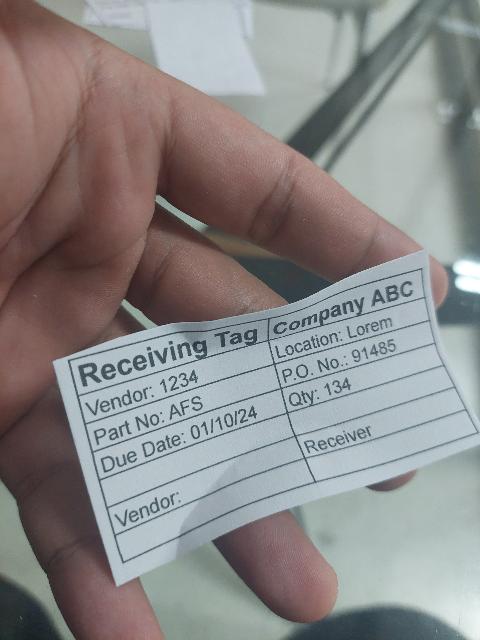 Receiving Tag Company ABC
Vendor: 1234 Location: Lorem
Part No: AFS P.O. No.: 91485
Due Date: 01/10/24 Qty: 134
Vendor: Receiver